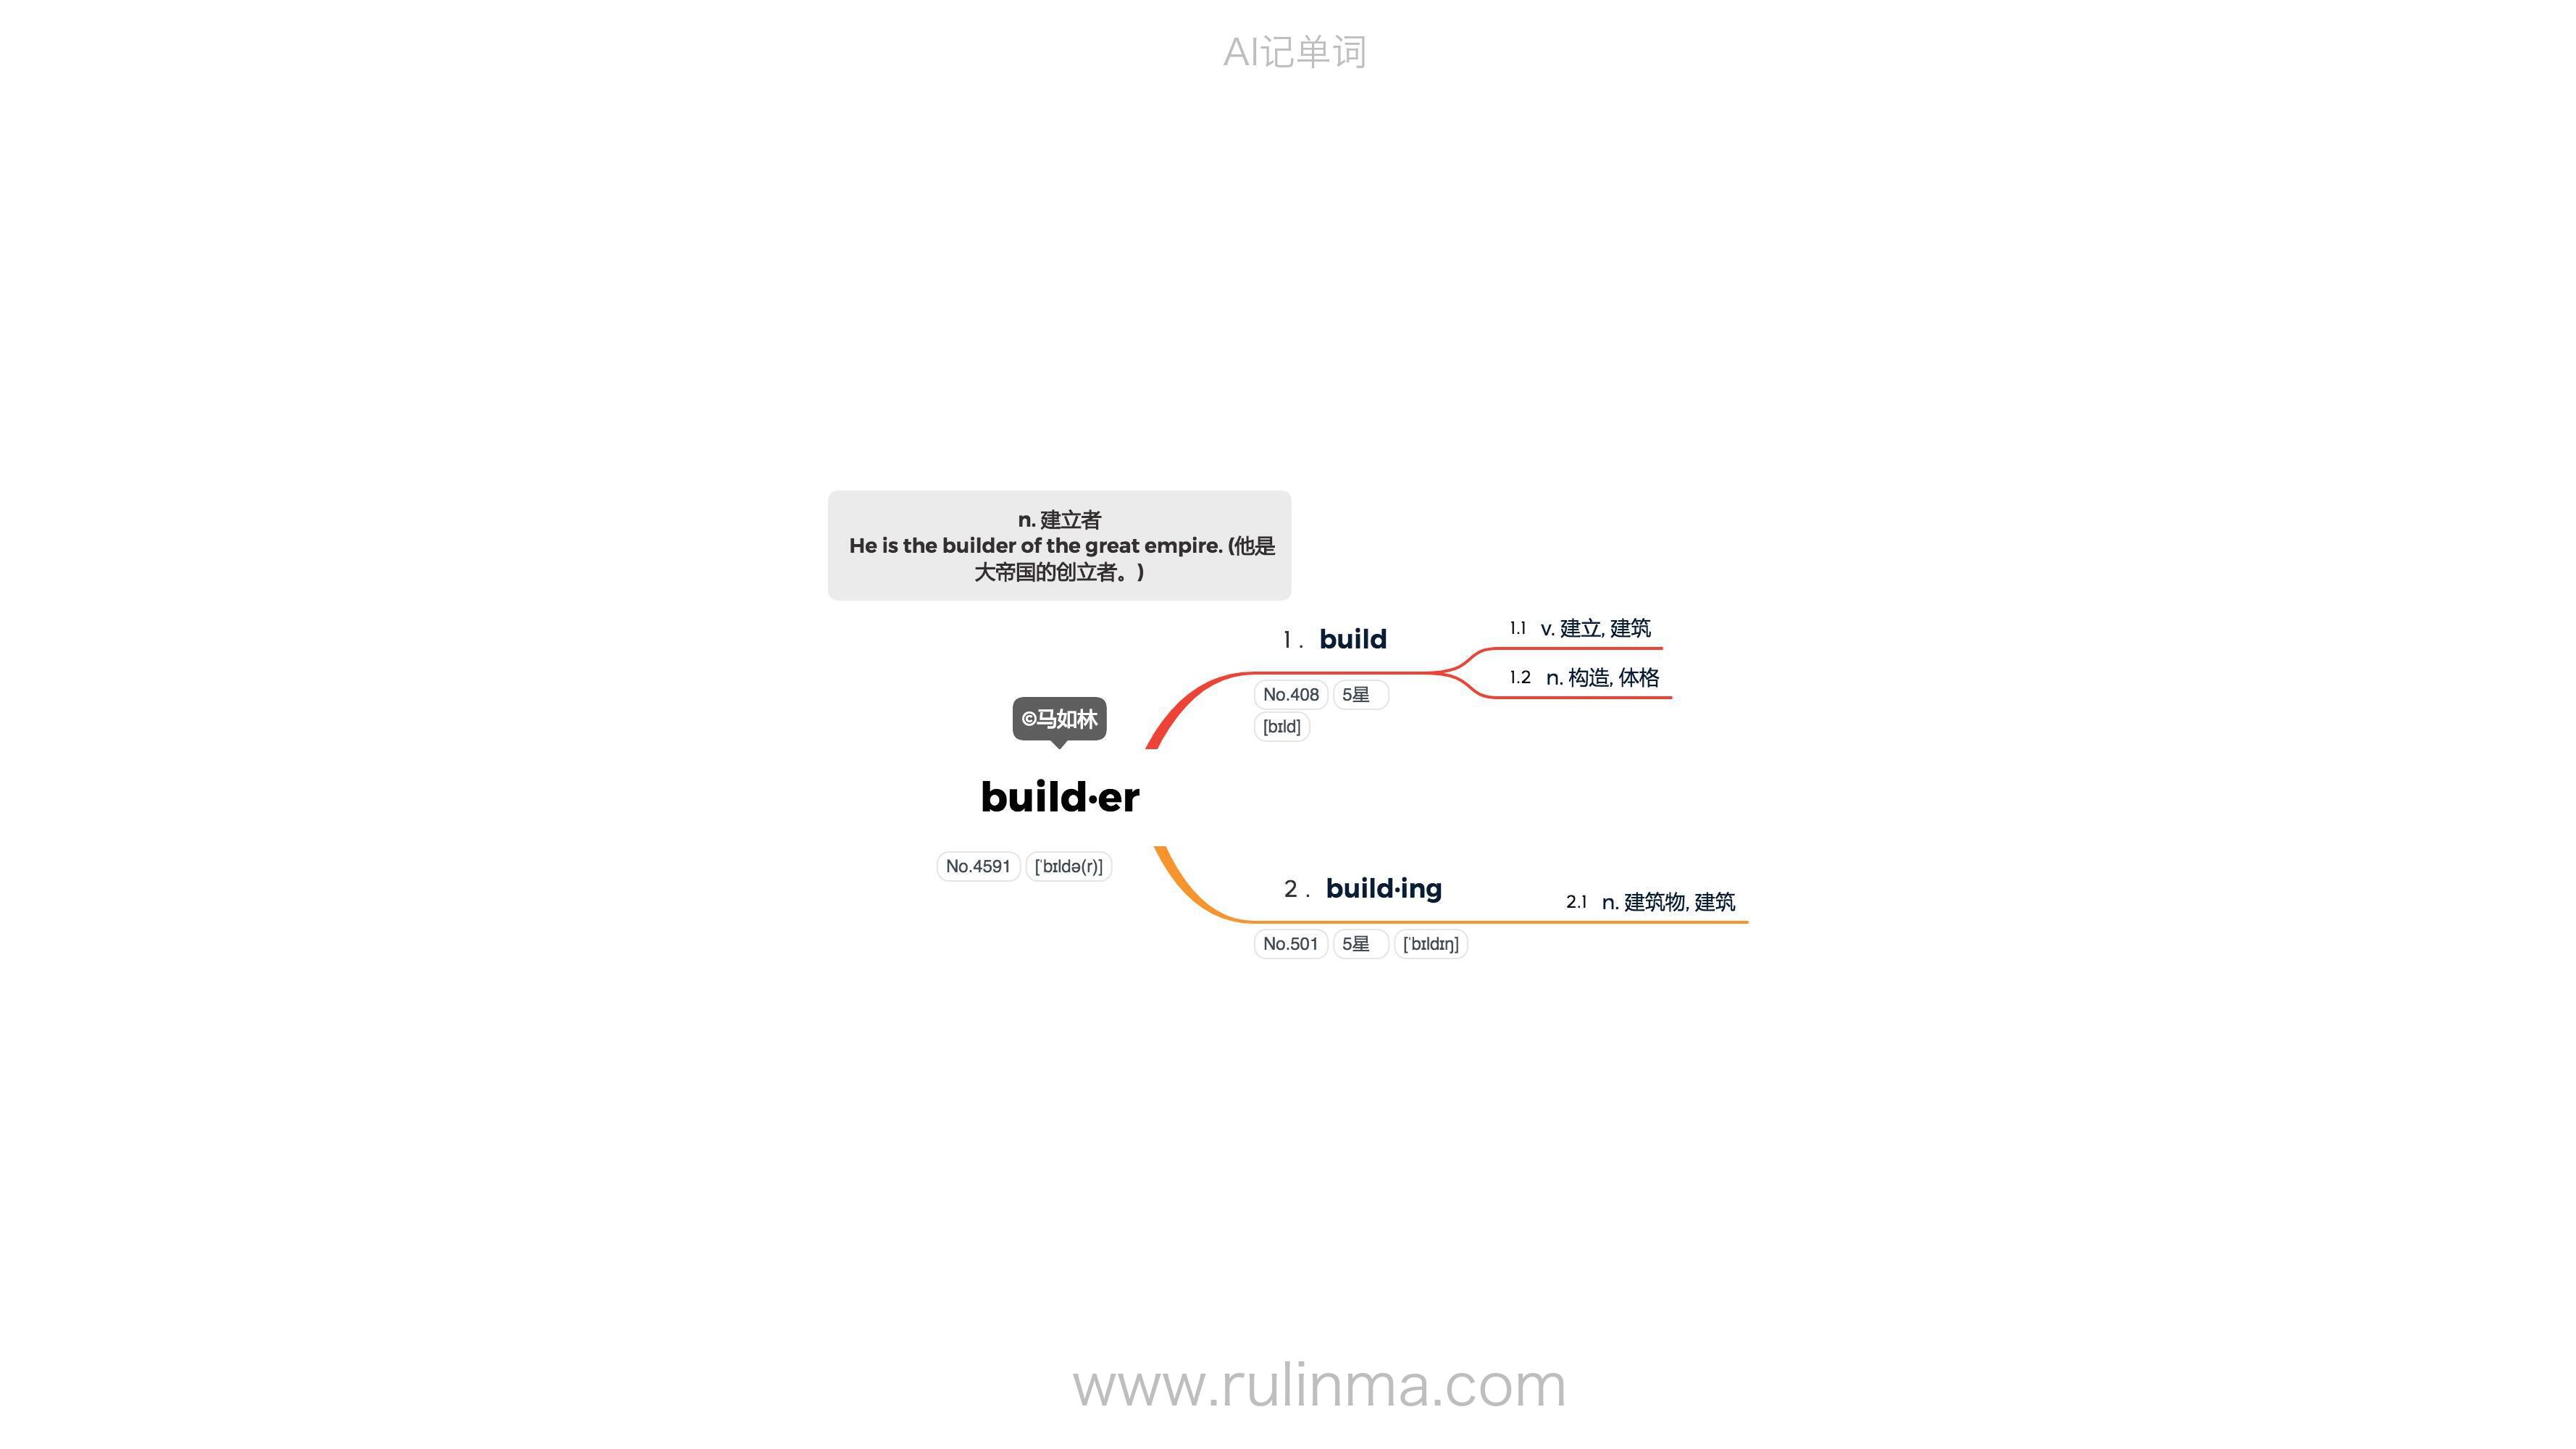 AI记单词
n. 建立者
He is the builder of the great empire. (他是
大帝国的创立者。)
1. build
1.1 v. 建立, 建筑
1.2 n. 构造, 体格
No.408 5星
[bɪld]
©马如林
build·er
No.4591 [ˈbɪldə(r)]
2. build·ing
2.1 n. 建筑物, 建筑
No.501 5星 [ˈbɪldɪŋ]
www.rulinma.com